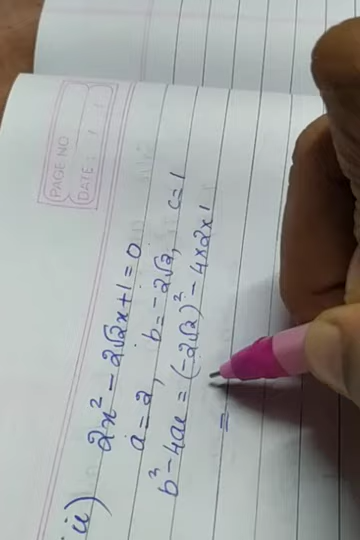 PAGE NO
DATE:
ii) 2x² - 2√2x + 1 = 0
a = 2, b = -2√2, c = 1
b² - 4ac = (-2√2)² - 4×2×1
=